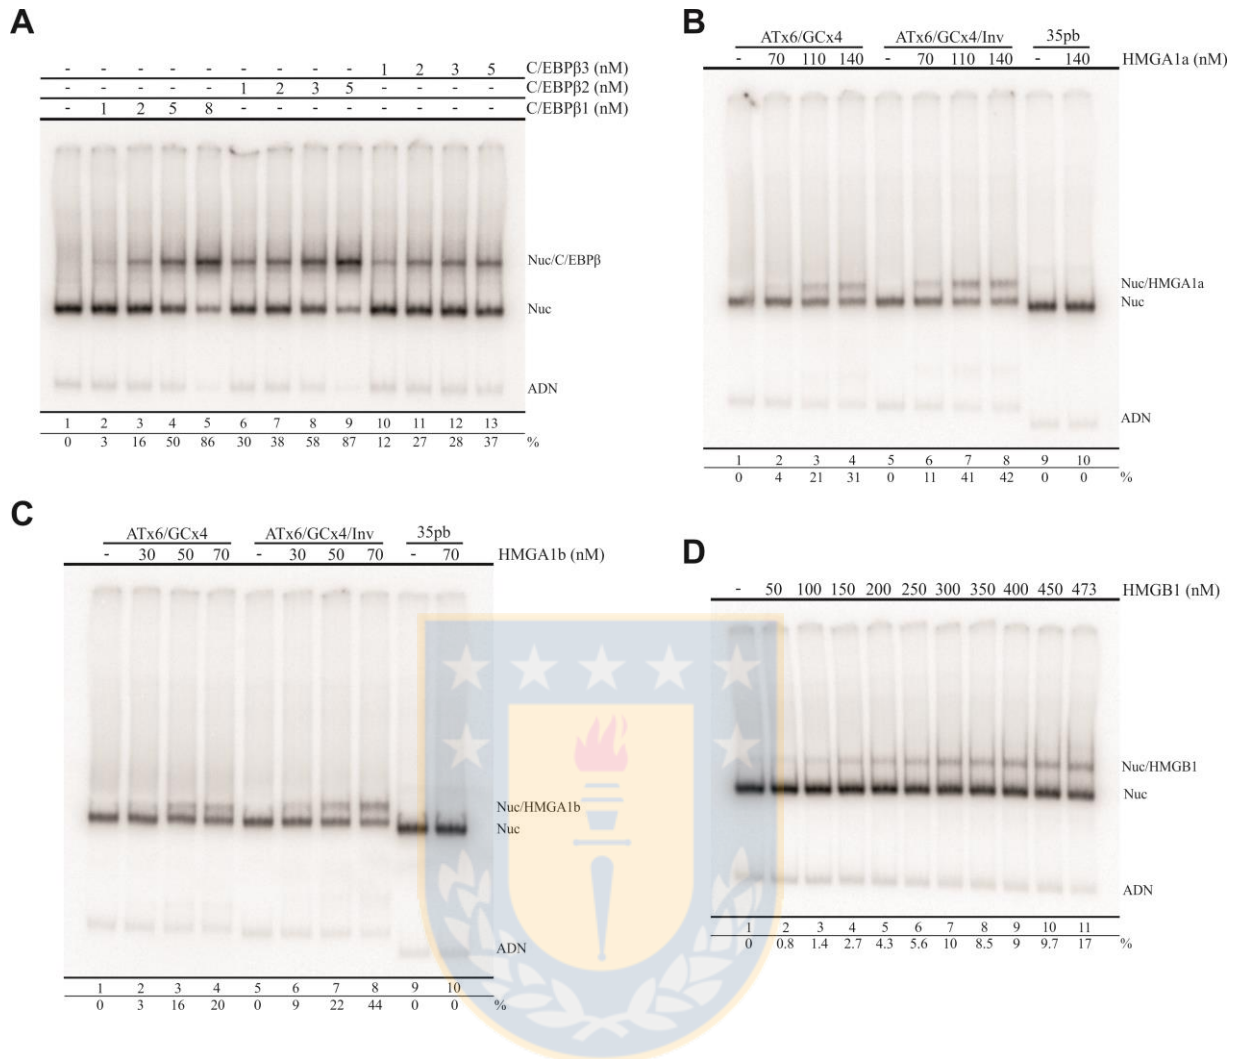 A
- - - - - - - - - 1 2 3 5 C/EBPβ3 (nM)
- - - - - 1 2 3 5 - - - - C/EBPβ2 (nM)
- 1 2 5 8 - - - - - - - - C/EBPβ1 (nM)
Nuc/C/EBPβ
Nuc
ADN
1 2 3 4 5 6 7 8 9 10 11 12 13
0 3 16 50 86 30 38 58 87 12 27 28 37 %
B
ATx6/GCx4 ATx6/GCx4/Inv 35pb
- 70 110 140 - 70 110 140 - 140 HMGA1a (nM)
Nuc/HMGA1a
Nuc
ADN
1 2 3 4 5 6 7 8 9 10
0 4 21 31 0 11 41 42 0 0 %
C
ATx6/GCx4 ATx6/GCx4/Inv 35pb
- 30 50 70 - 30 50 70 - 70 HMGA1b (nM)
Nuc/HMGA1b
Nuc
ADN
1 2 3 4 5 6 7 8 9 10
0 3 16 20 0 9 22 44 0 0 %
D
- 50 100 150 200 250 300 350 400 450 473 HMGB1 (nM)
Nuc/HMGB1
Nuc
ADN
1 2 3 4 5 6 7 8 9 10 11
0 0.8 1.4 2.7 4.3 5.6 10 8.5 9 9.7 17 %